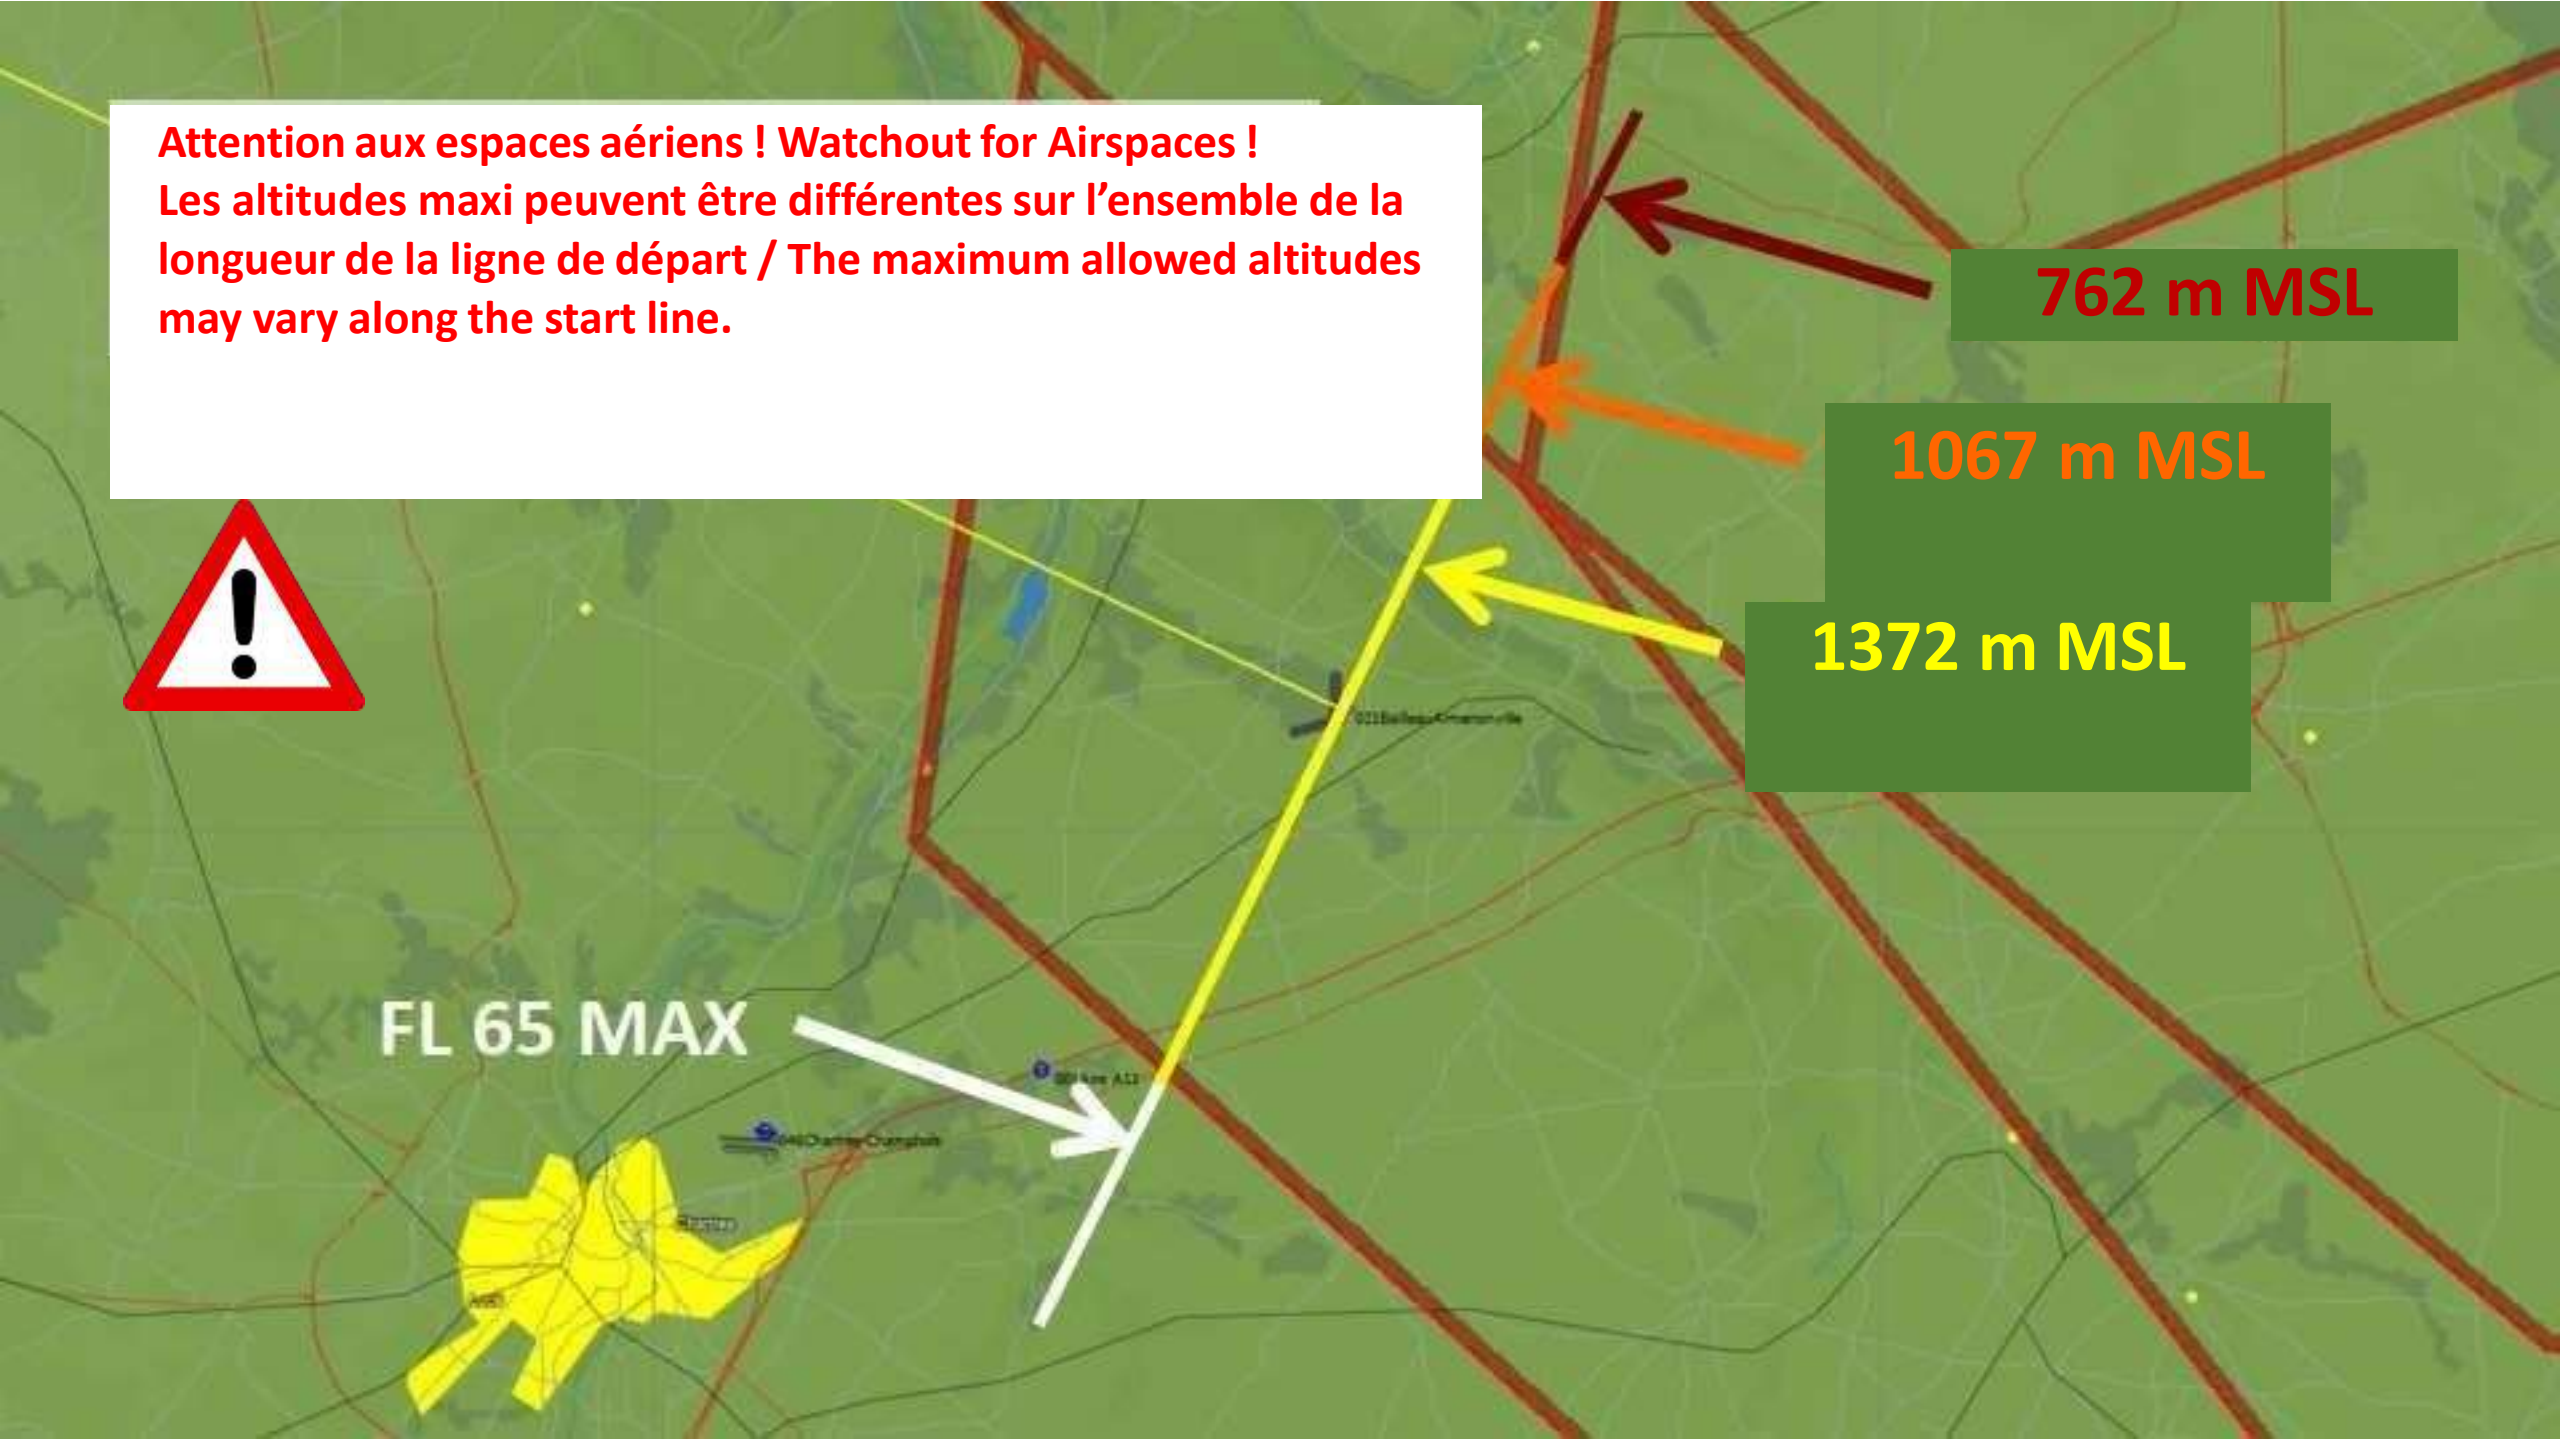 Attention aux espaces aériens ! Watchout for Airspaces !
Les altitudes maxi peuvent être différentes sur l’ensemble de la
longueur de la ligne de départ / The maximum allowed altitudes
may vary along the start line.
762 m MSL
1067 m MSL
1372 m MSL
FL 65 MAX